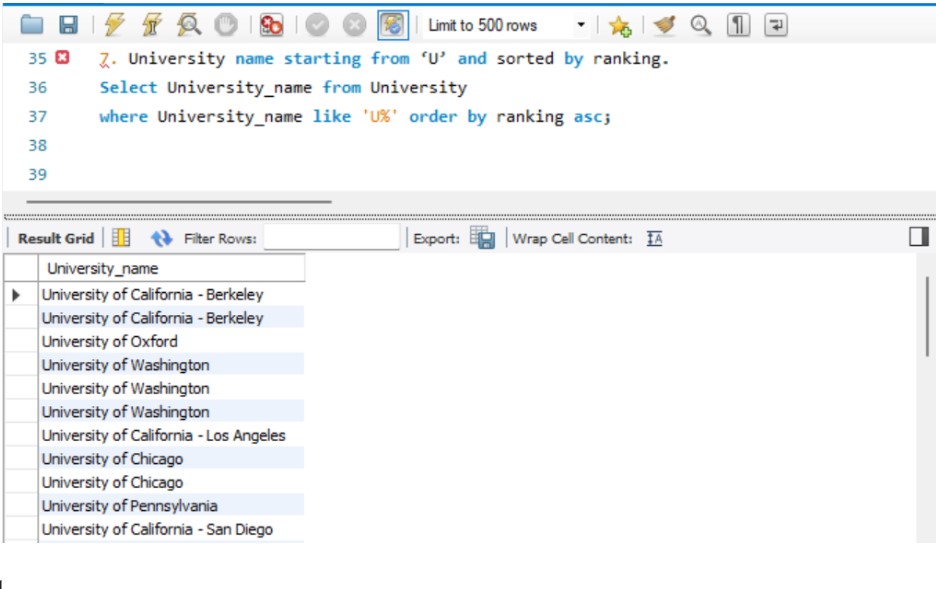 Limit to 500 rows
35 7. University name starting from ‘U’ and sorted by ranking.
36 Select University_name from University
37 where University_name like 'U%' order by ranking asc;
38
39
Result Grid Filter Rows: Export: Wrap Cell Content:
University_name
University of California - Berkeley
University of California - Berkeley
University of Oxford
University of Washington
University of Washington
University of Washington
University of California - Los Angeles
University of Chicago
University of Chicago
University of Pennsylvania
University of California - San Diego